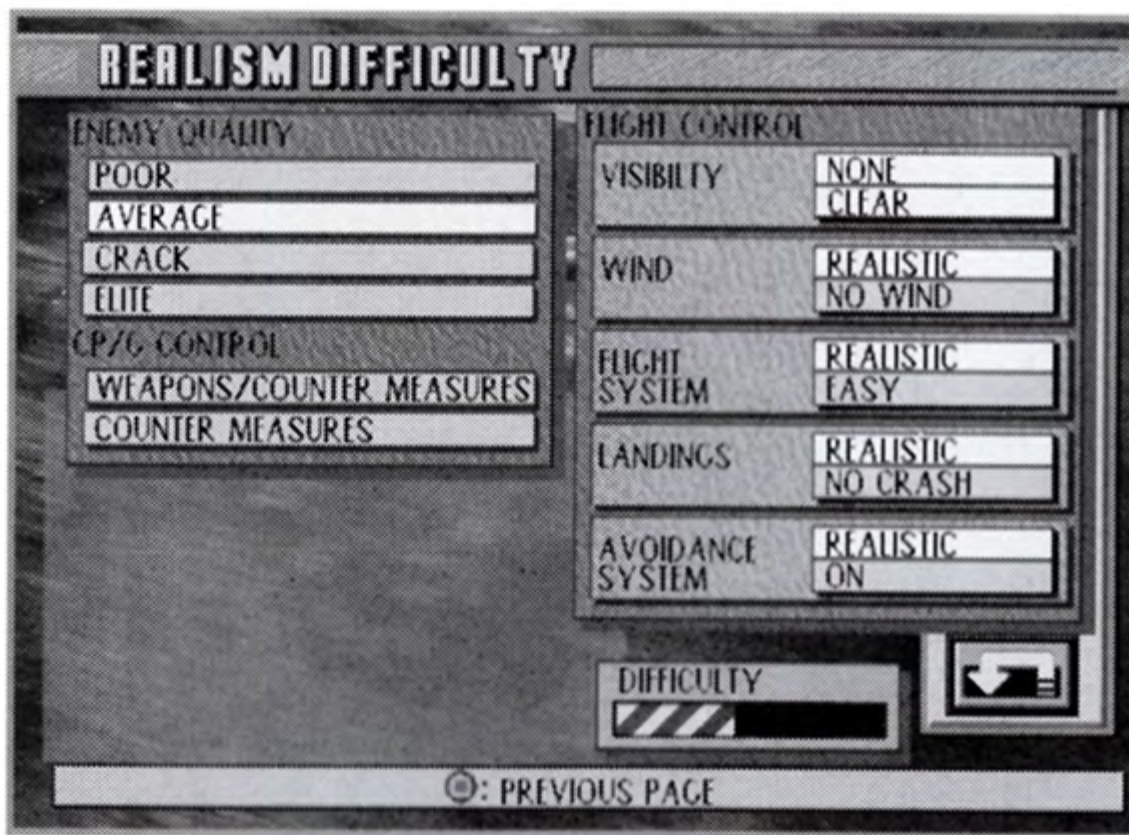 REALISM DIFFICULTY
ENEMY QUALITY
POOR
AVERAGE
CRACK
ELITE
CP/G CONTROL
WEAPONS/COUNTER MEASURES
COUNTER MEASURES
FLIGHT CONTROL
VISIBILTY
NONE
CLEAR
WIND
REALISTIC
NO WIND
FLIGHT
SYSTEM
REALISTIC
EASY
LANDINGS
REALISTIC
NO CRASH
AVOIDANCE
SYSTEM
REALISTIC
ON
DIFFICULTY
: PREVIOUS PAGE